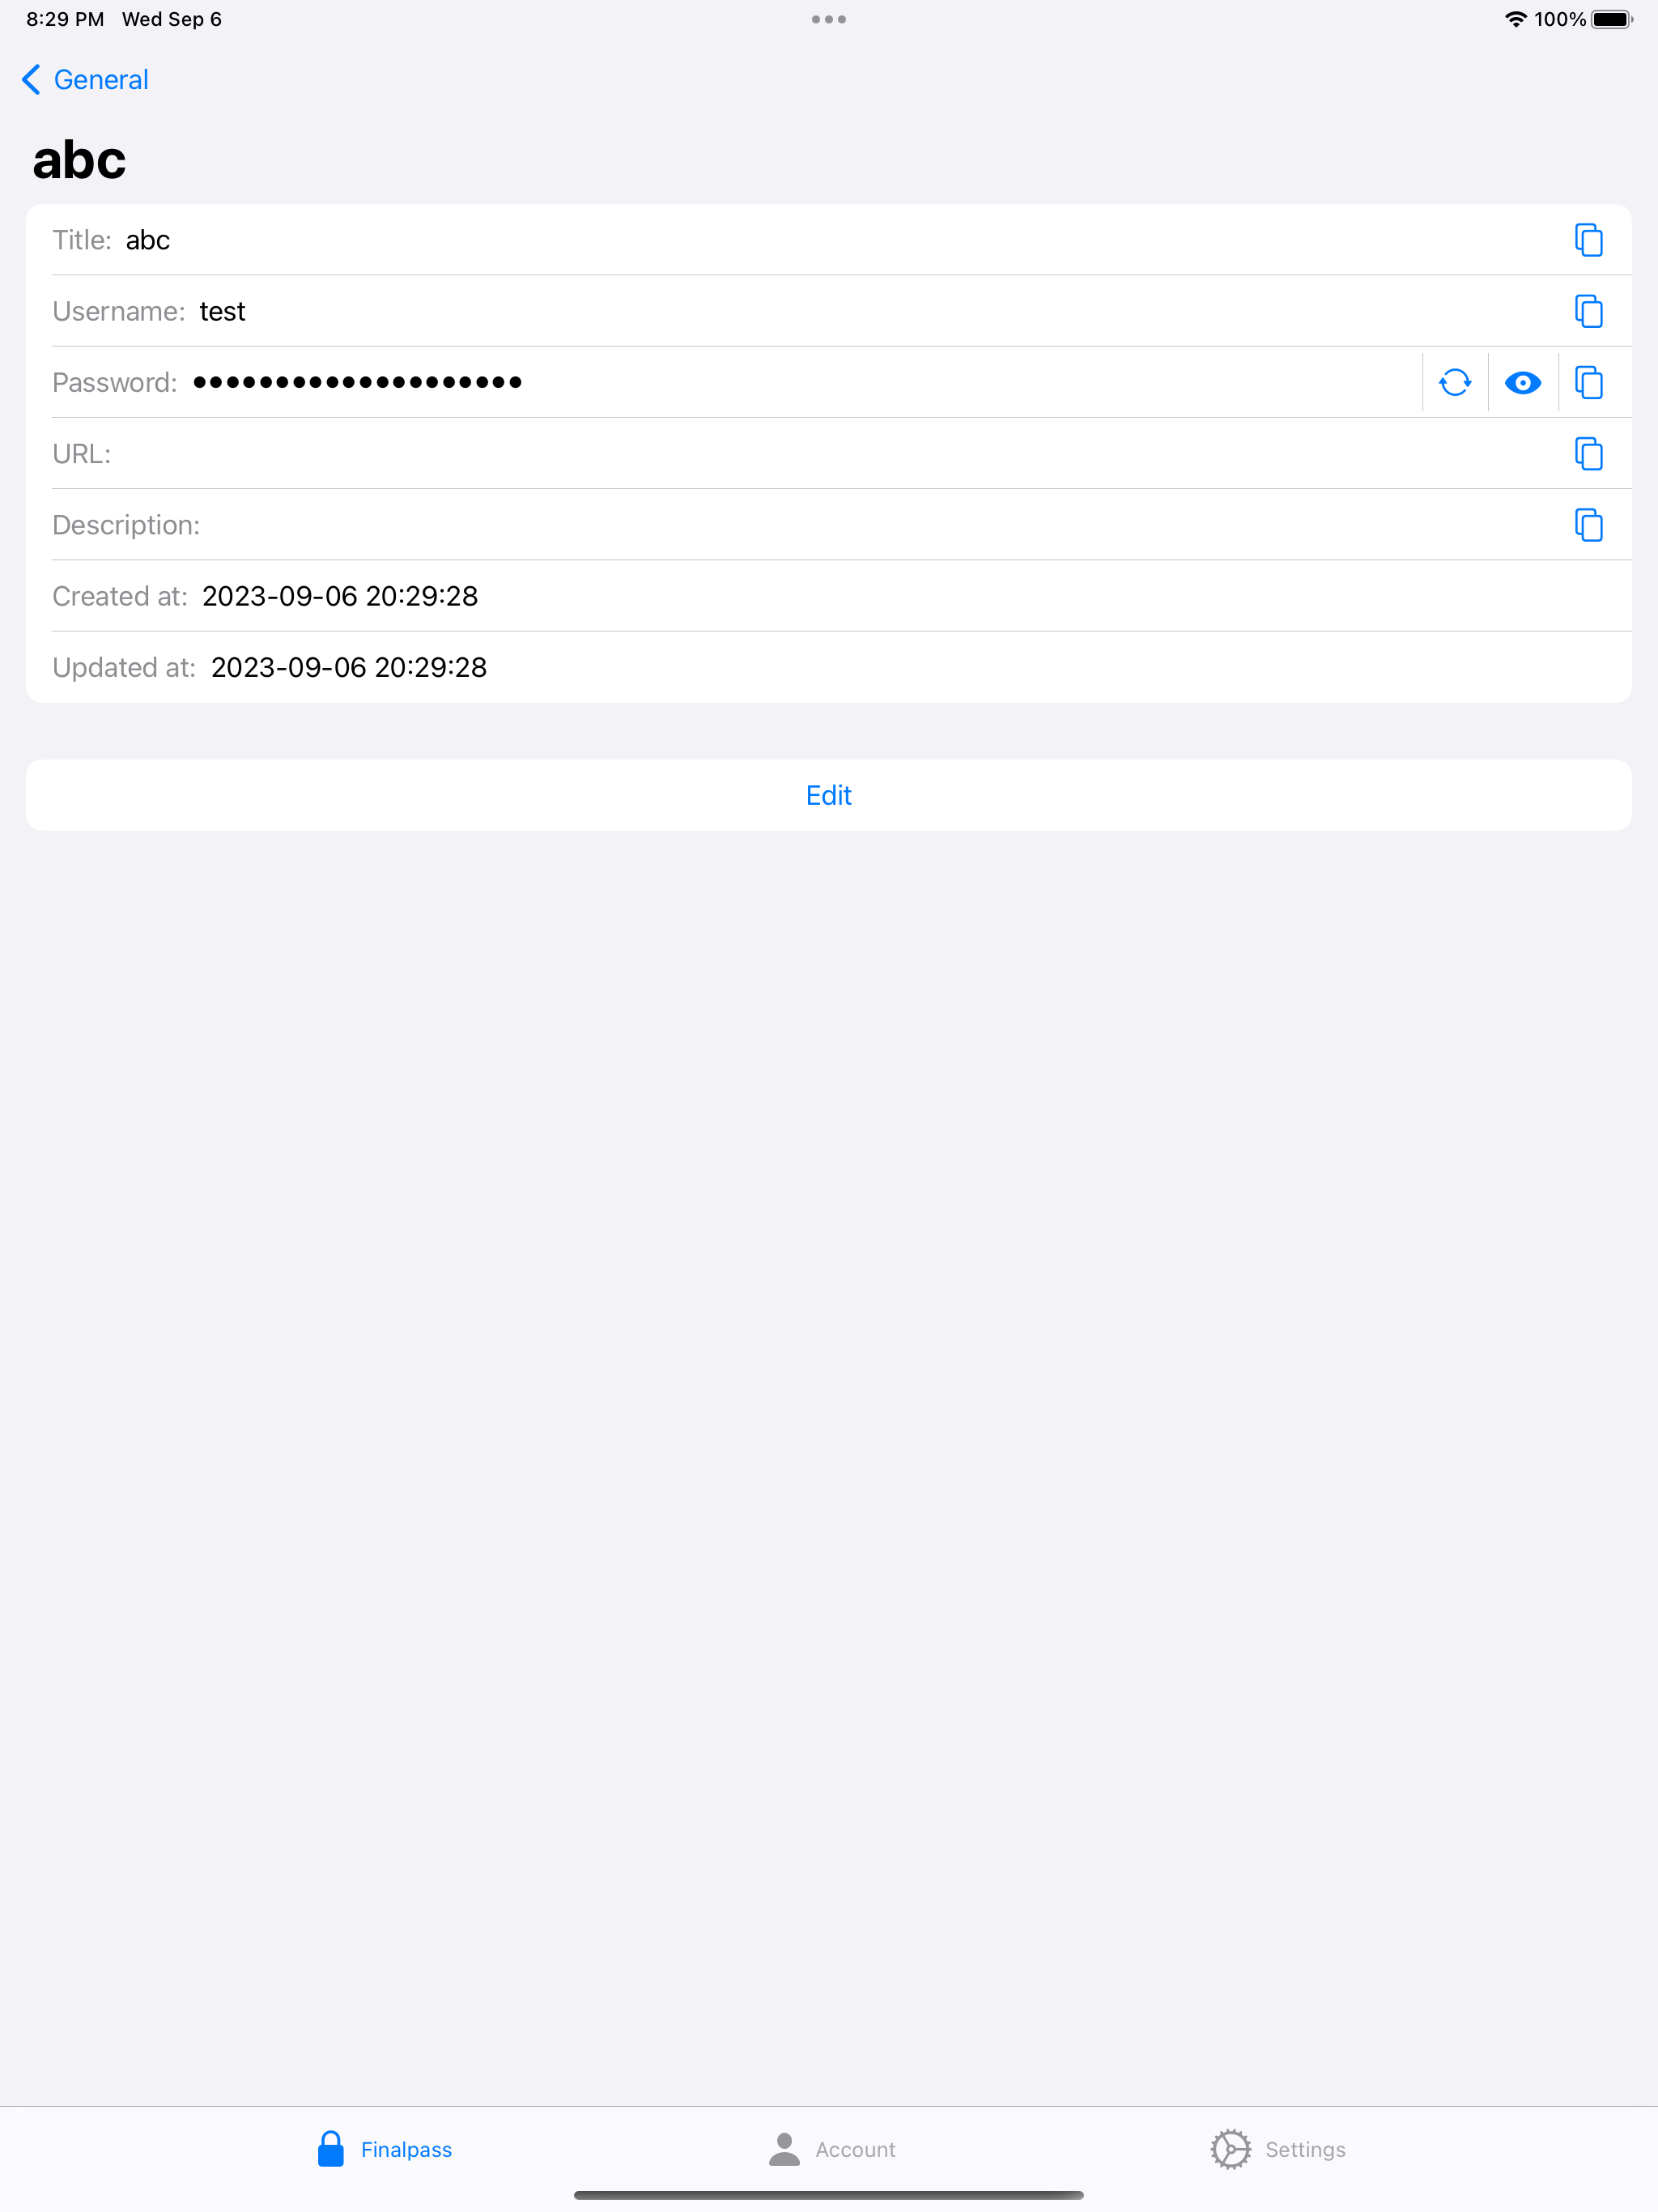 8:29 PM Wed Sep 6 100%
General
abc
Title: abc
Username: test
Password: ••••••••••••••••••••
URL:
Description:
Created at: 2023-09-06 20:29:28
Updated at: 2023-09-06 20:29:28
Edit
Finalpass Account Settings